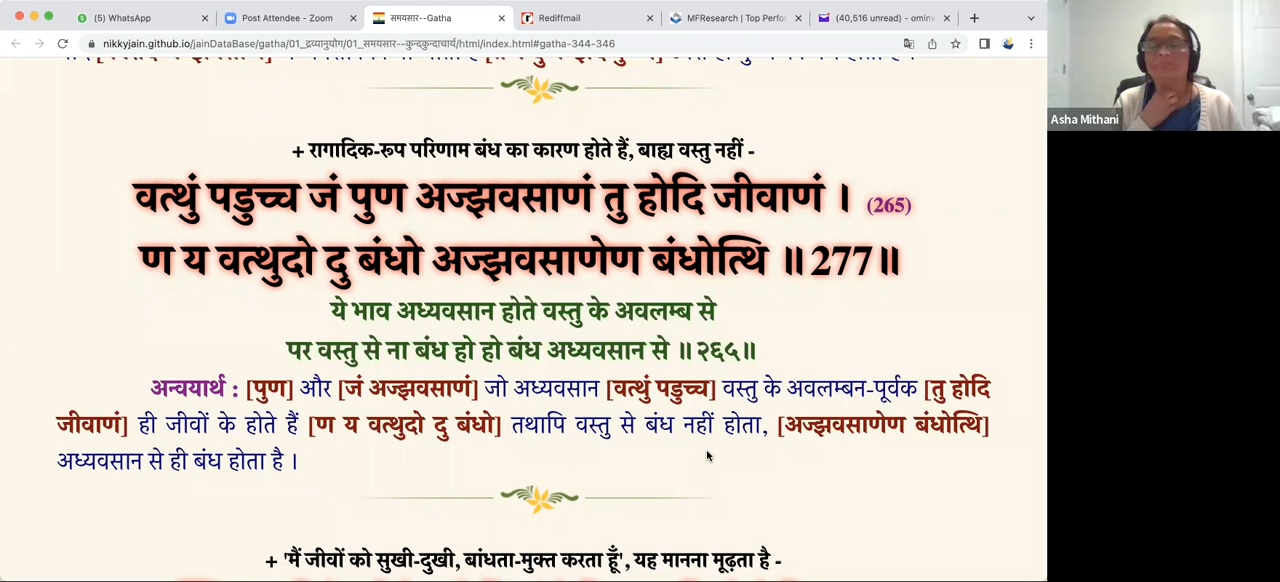 (5) WhatsApp
Post Attendee - Zoom
समयसार--Gatha
Rediffmail
MFResearch | Top Perfo
(40,516 unread) - ominv
nikkyjain.github.io/jainDataBase/gatha/01_द्रव्यानुयोग/01_समयसार--कुन्दकुन्दाचार्य/html/index.html#gatha-344-346
Asha Mithani
+ रागादिक-रूप परिणाम बंध का कारण होते हैं, बाह्य वस्तु नहीं -
वत्थुं पडुच्च जं पुण अज्झवसाणं तु होदि जीवाणं । (265)
ण य वत्थुदो दु बंधो अज्झवसाणेण बंधोत्थि ॥277॥
ये भाव अध्यवसान होते वस्तु के अवलम्ब से
पर वस्तु से ना बंध हो हो बंध अध्यवसान से ॥२६५॥
अन्वयार्थ : [पुण] और [जं अज्झवसाणं] जो अध्यवसान [वत्थुं पडुच्च] वस्तु के अवलम्बन-पूर्वक [तु होदि
जीवाणं] ही जीवों के होते हैं [ण य वत्थुदो दु बंधो] तथापि वस्तु से बंध नहीं होता, [अज्झवसाणेण बंधोत्थि]
अध्यवसान से ही बंध होता है ।
+ 'मैं जीवों को सुखी-दुखी, बांधता-मुक्त करता हूँ', यह मानना मूढ़ता है -